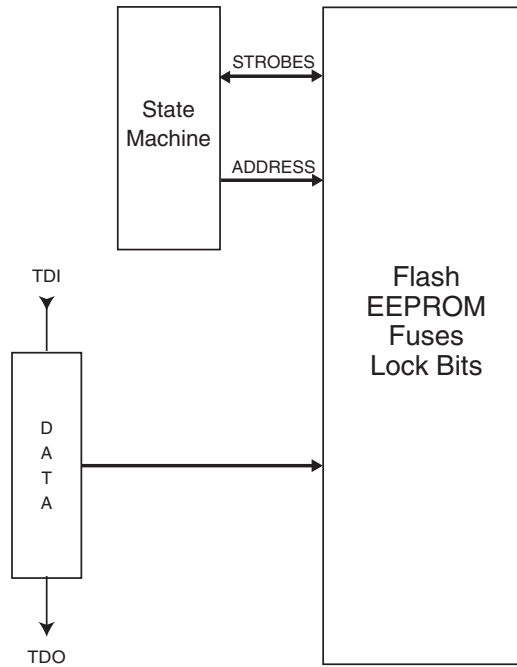 STROBES
State
Machine
ADDRESS
TDI
Flash
EEPROM
Fuses
Lock Bits
D
A
T
A
TDO